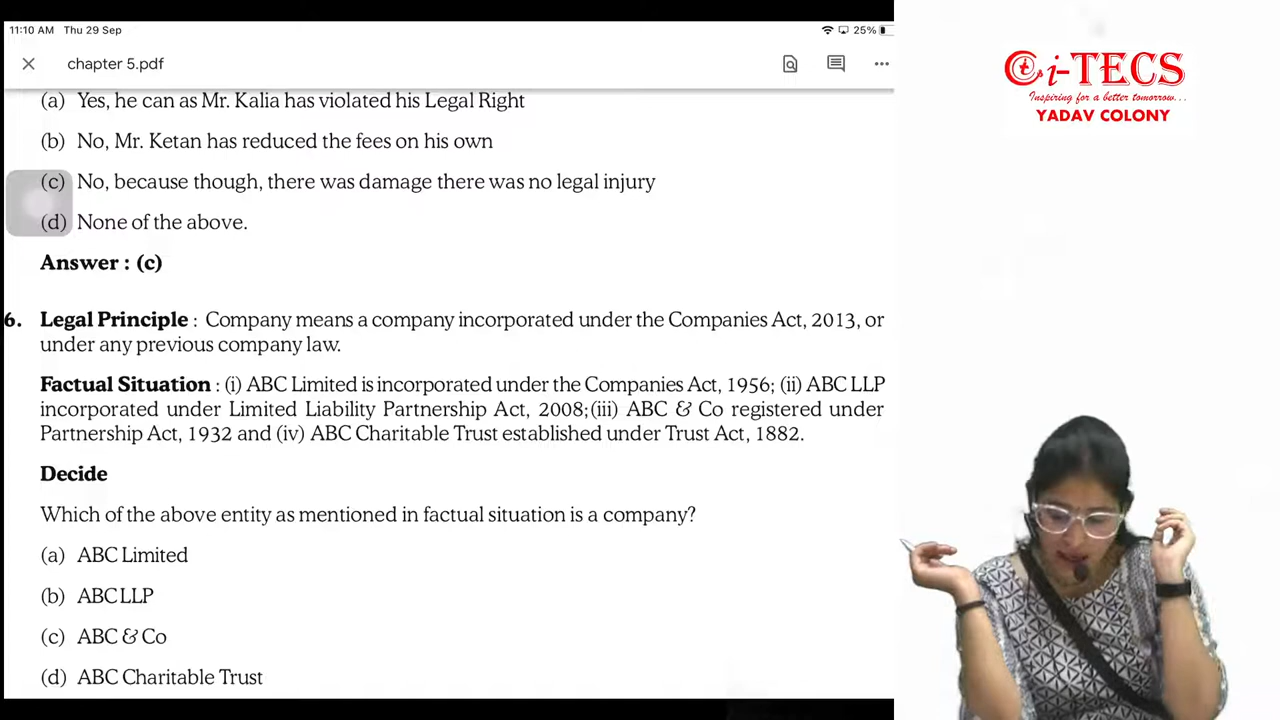 11:10 AM Thu 29 Sep
25%
chapter 5.pdf
(a) Yes, he can as Mr. Kalia has violated his Legal Right
(b) No, Mr. Ketan has reduced the fees on his own
(c) No, because though, there was damage there was no legal injury
(d) None of the above.
Answer : (c)
6. Legal Principle : Company means a company incorporated under the Companies Act, 2013, or
under any previous company law.
Factual Situation : (i) ABC Limited is incorporated under the Companies Act, 1956; (ii) ABC LLP
incorporated under Limited Liability Partnership Act, 2008;(iii) ABC & Co registered under
Partnership Act, 1932 and (iv) ABC Charitable Trust established under Trust Act, 1882.
Decide
Which of the above entity as mentioned in factual situation is a company?
(a) ABC Limited
(b) ABC LLP
(c) ABC & Co
(d) ABC Charitable Trust
i-TECS
Inspiring for a better tomorrow...
YADAV COLONY